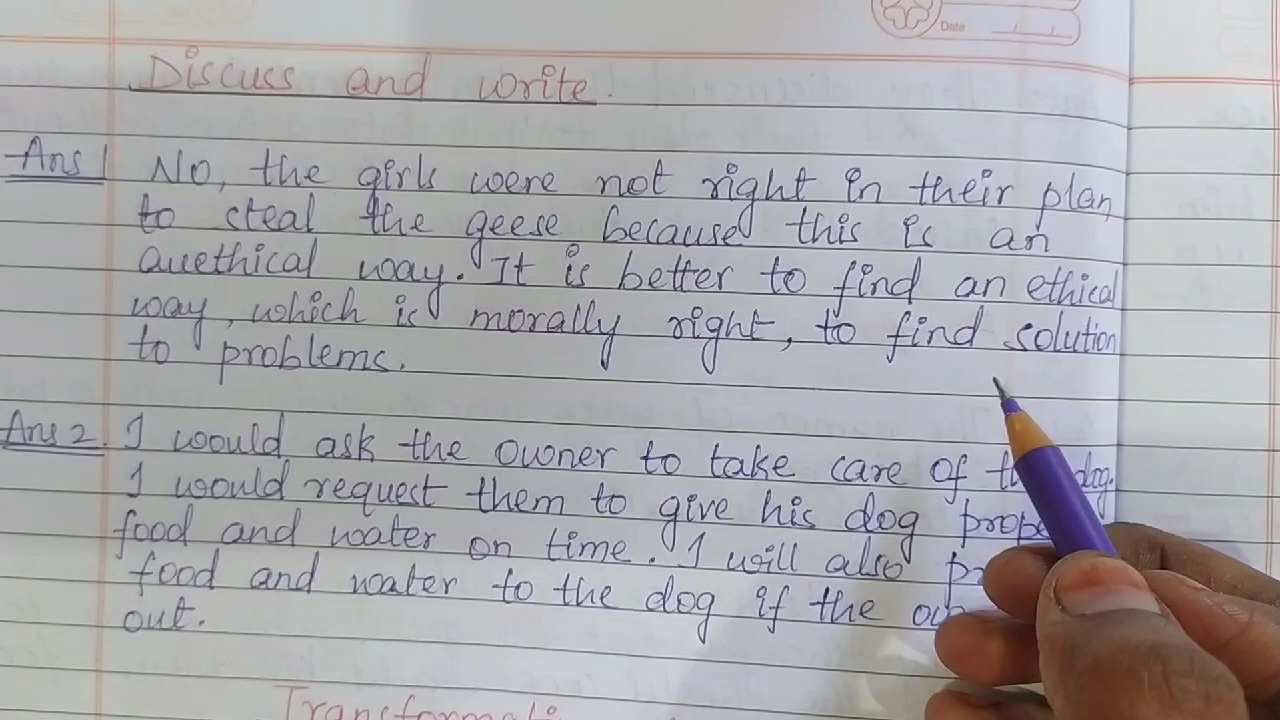 Date
Discuss and write.
Ans 1 No, the girls were not right in their plan
to steal the geese because this is an
auethical way. It is better to find an ethical
way, which is morally right, to find solution
to problems.
Ans 2. I would ask the owner to take care of dog.
I would request them to give his dog
food and water on time. I will also
food and water to the dog if the
out.